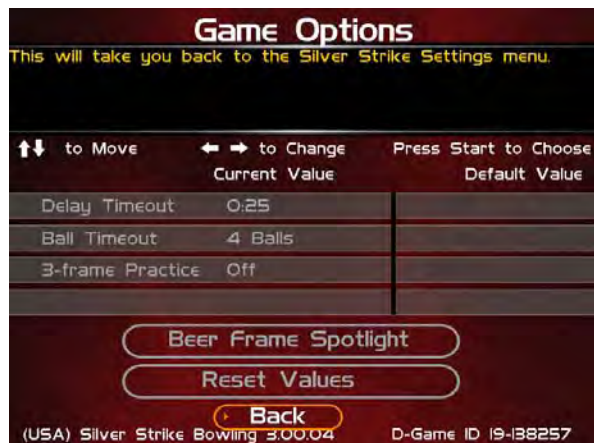 Game Options
This will take you back to the Silver Strike Settings menu.
to Move to Change Press Start to Choose
Current Value Default Value
Delay Timeout 0:25
Ball Timeout 4 Balls
3-frame Practice Off
Beer Frame Spotlight
Reset Values
Back
(USA) Silver Strike Bowling 3.00.04 D-Game ID 19-138257